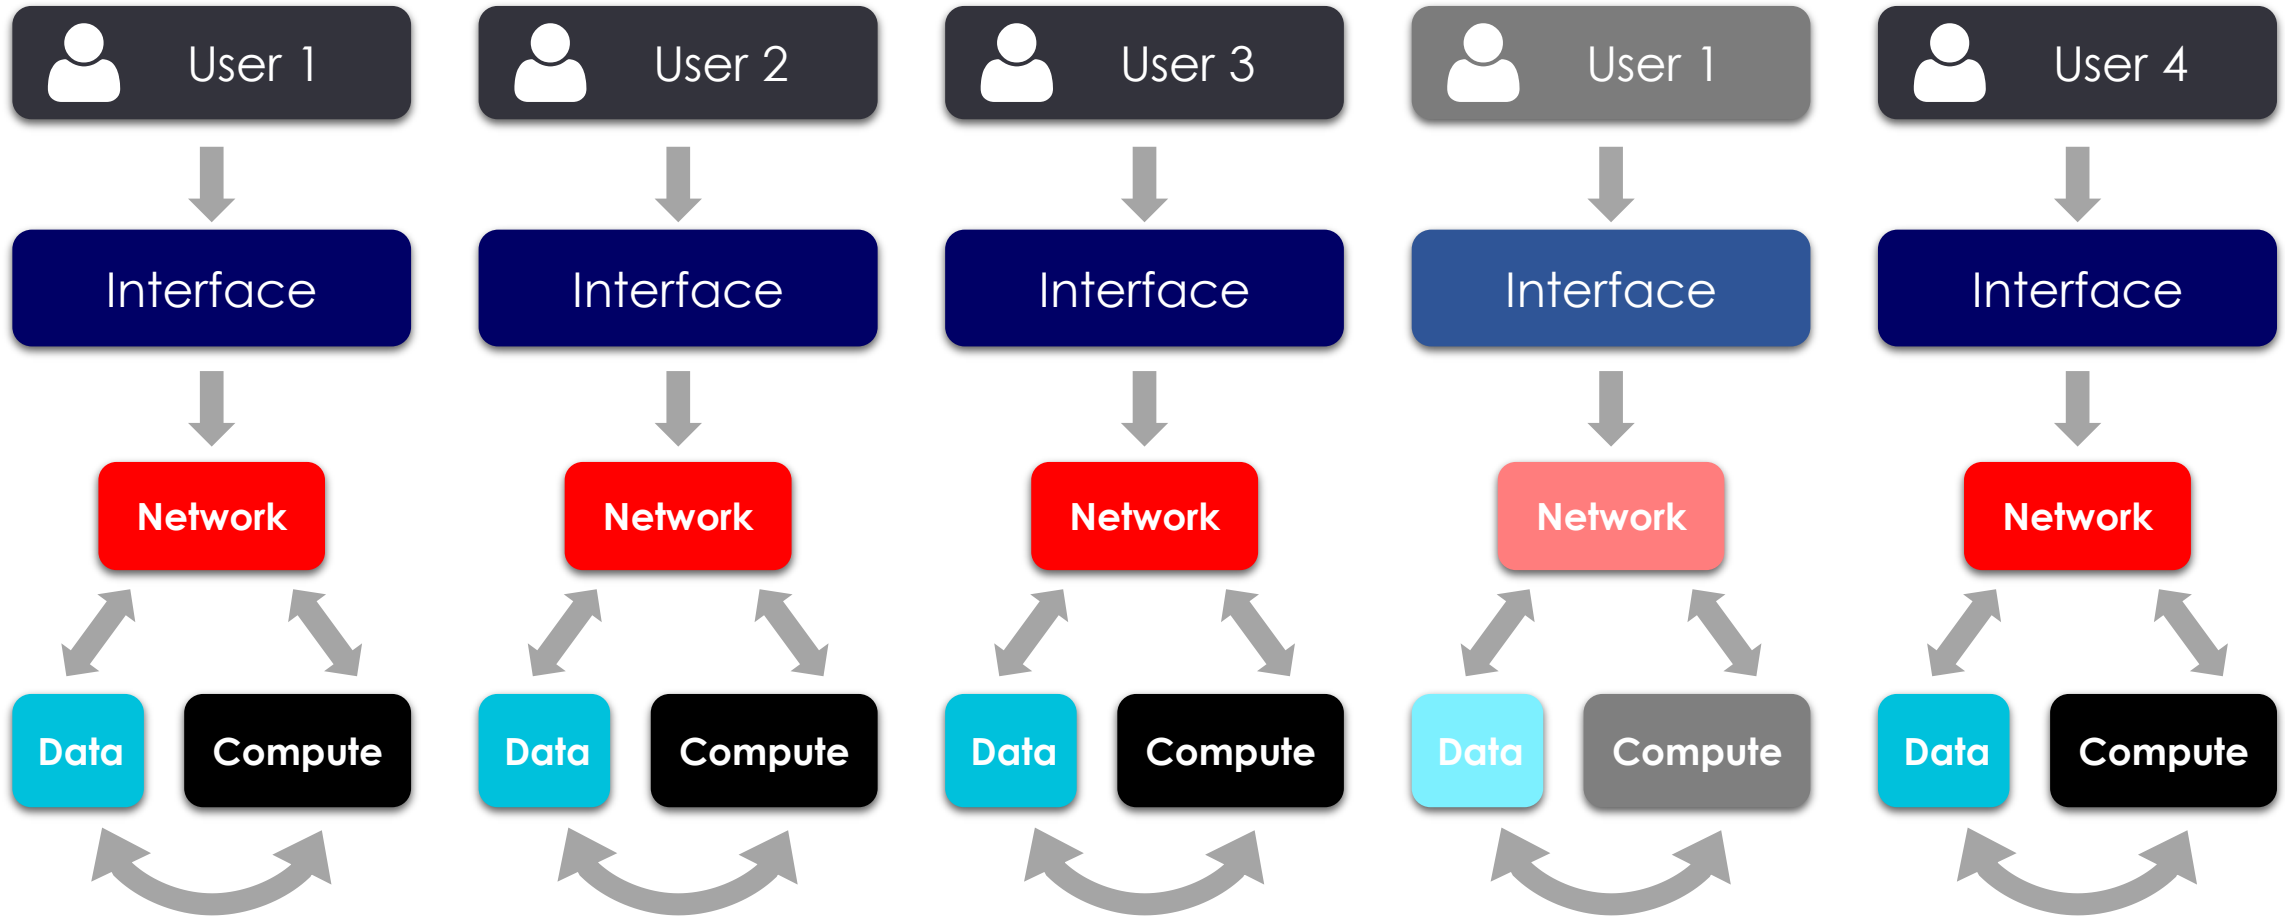 User 1
User 2
User 3
User 1
User 4
Interface
Interface
Interface
Interface
Interface
Network
Network
Network
Network
Network
Data
Compute
Data
Compute
Data
Compute
Data
Compute
Data
Compute